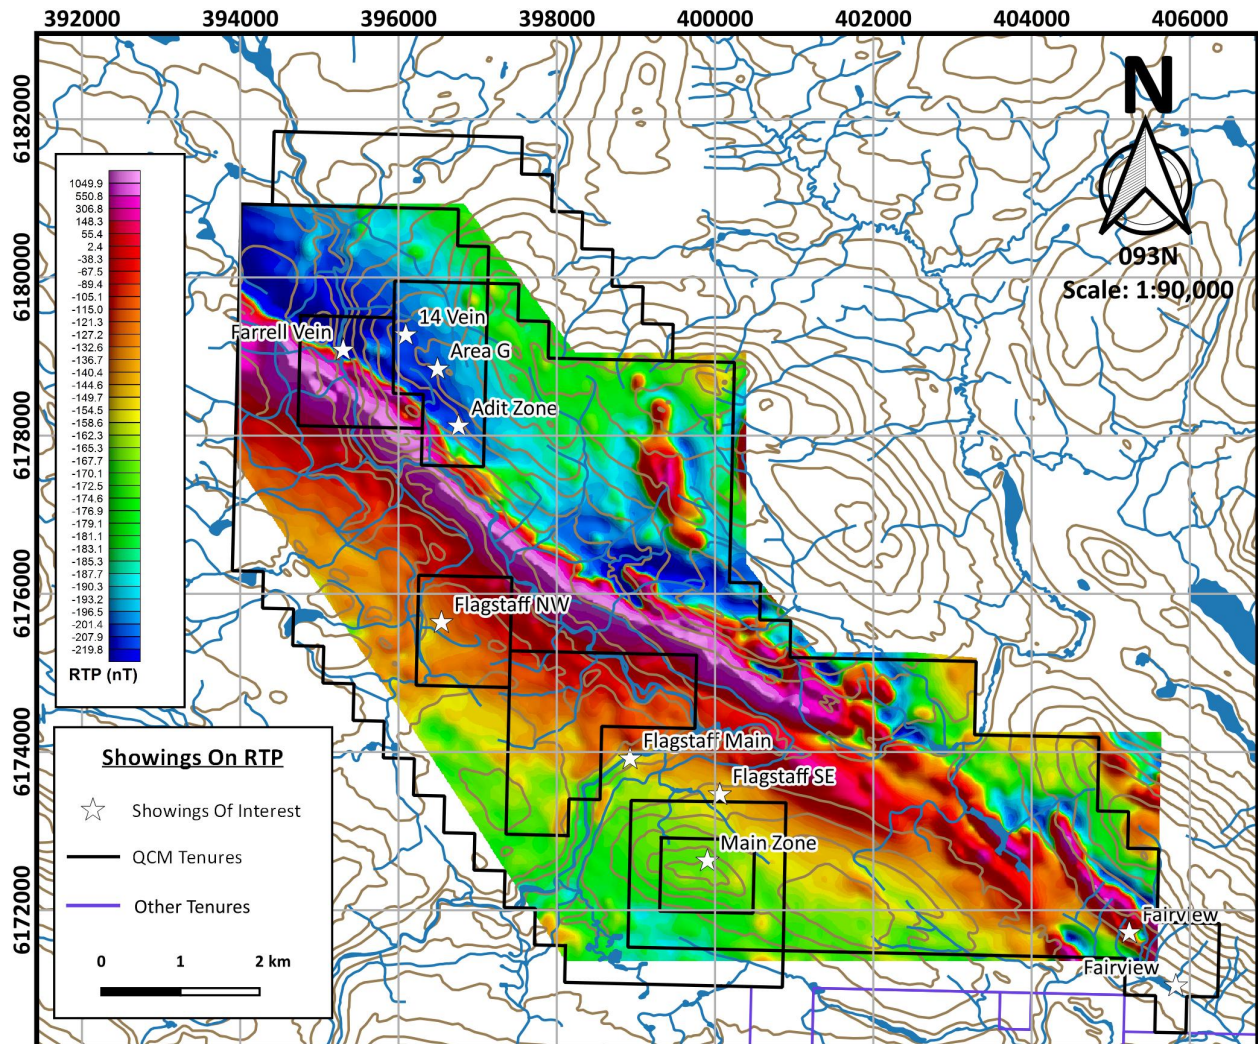 392000 394000 396000 398000 400000 402000 404000 406000
6182000
6180000
6178000
6176000
6174000
6172000
N
093N
Scale: 1:90,000
1049.9
550.8
306.8
148.3
55.4
2.4
-38.3
-67.5
-89.4
-105.1
-115.0
-121.3
-127.2
-132.6
-136.7
-140.4
-144.6
-149.7
-154.5
-158.6
-162.3
-165.3
-167.7
-170.1
-172.5
-174.6
-176.9
-179.1
-181.1
-183.1
-185.3
-187.7
-190.3
-193.2
-196.5
-201.4
-207.9
-219.8
RTP (nT)
14 Vein
Farrell Vein
Area G
Adit Zone
Flagstaff NW
Flagstaff Main
Flagstaff SE
Main Zone
Fairview
Fairview
Showings On RTP
Showings Of Interest
QCM Tenures
Other Tenures
0 1 2 km